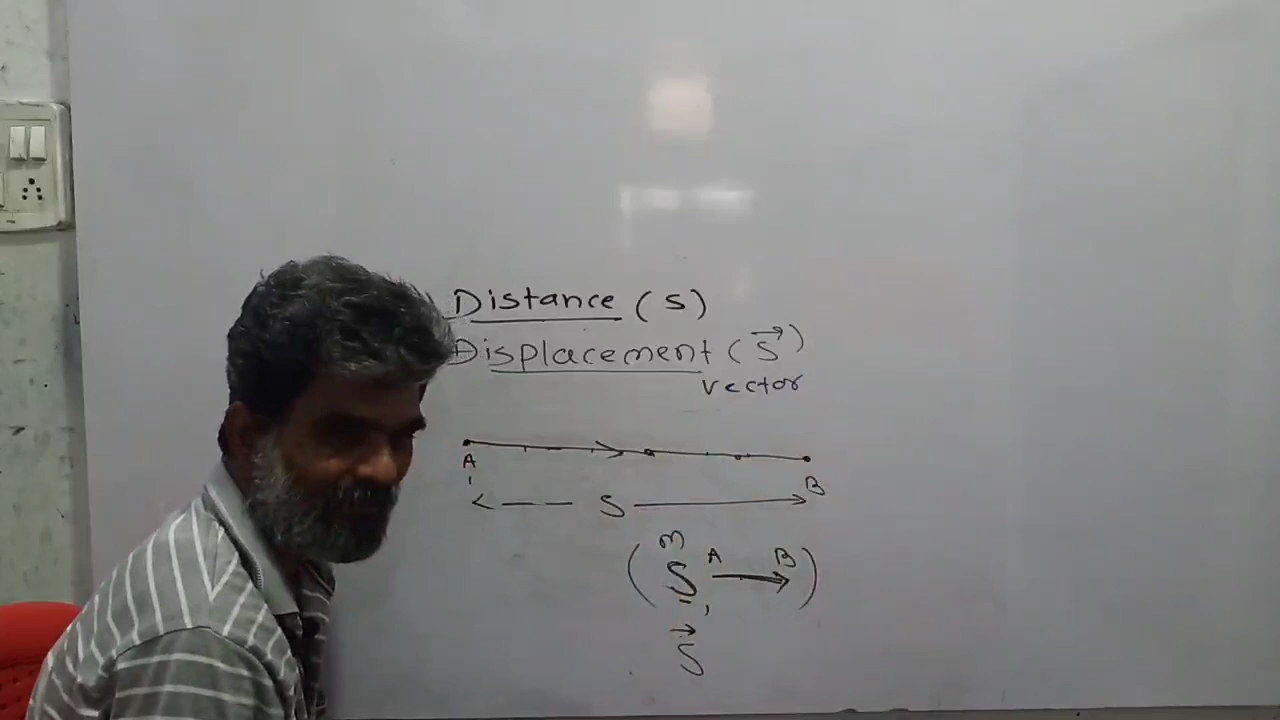 Distance (S)
Displacement (S⃗)
vector
A
B
S
m
(S, A → B)
S⃗